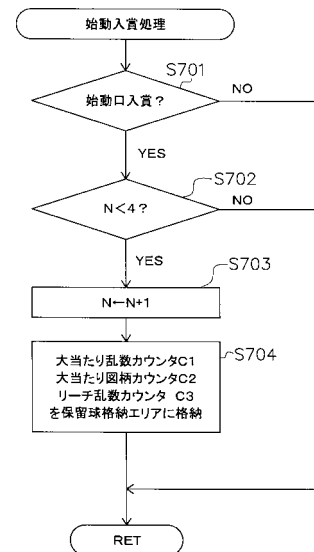 始動入賞処理
S701
始動口入賞？
NO
YES
S702
N<4？
NO
YES
S703
N←N+1
S704
大当たり乱数カウンタC1
大当たり図柄カウンタC2
リーチ乱数カウンタ C3
を保留球格納エリアに格納
RET